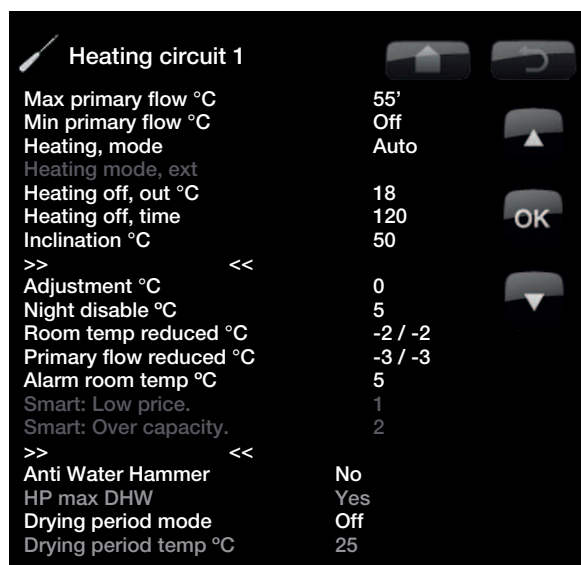 Heating circuit 1
Max primary flow °C 55'
Min primary flow °C Off
Heating, mode Auto
Heating mode, ext
Heating off, out °C 18
Heating off, time 120
OK
Inclination °C 50
>> <<
Adjustment °C 0
Night disable ºC 5
Room temp reduced °C -2 / -2
Primary flow reduced °C -3 / -3
Alarm room temp ºC 5
Smart: Low price. 1
Smart: Over capacity. 2
>> <<
Anti Water Hammer No
HP max DHW Yes
Drying period mode Off
Drying period temp ºC 25